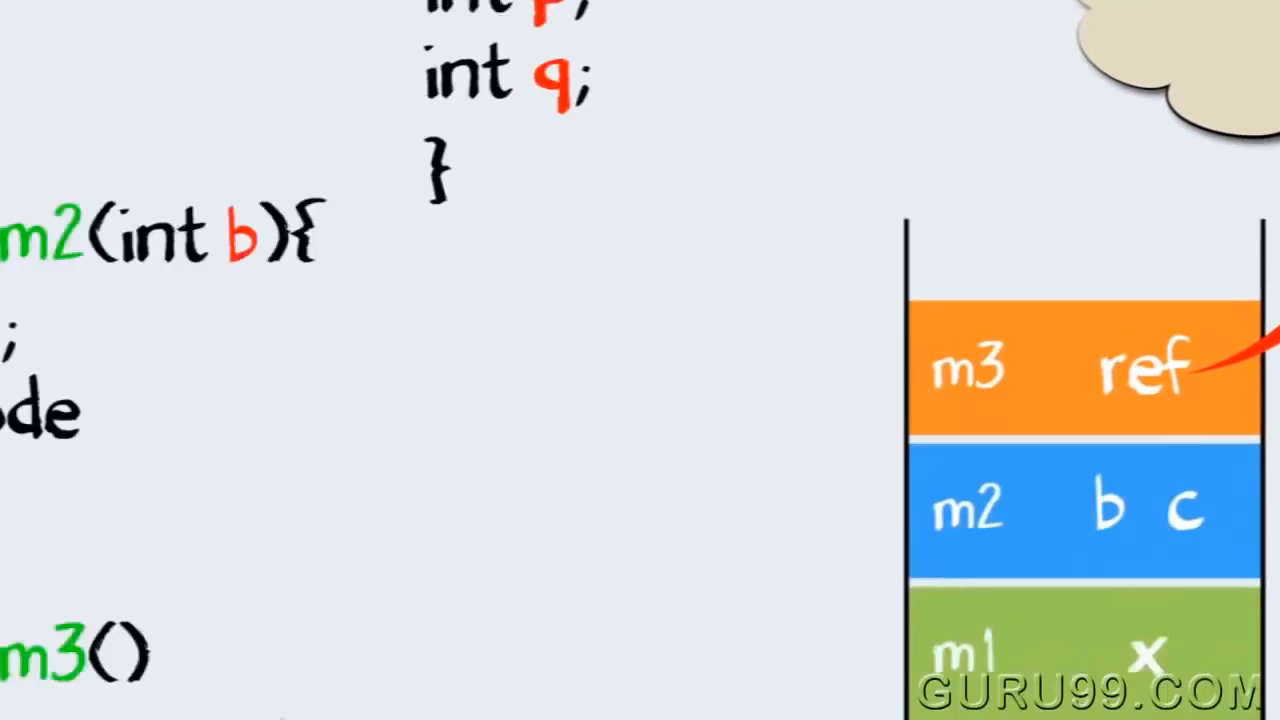 int p;
int q;
}
m2(int b){
;
ode
m3()
m3 ref
m2 b c
m1 x
GURU99.COM